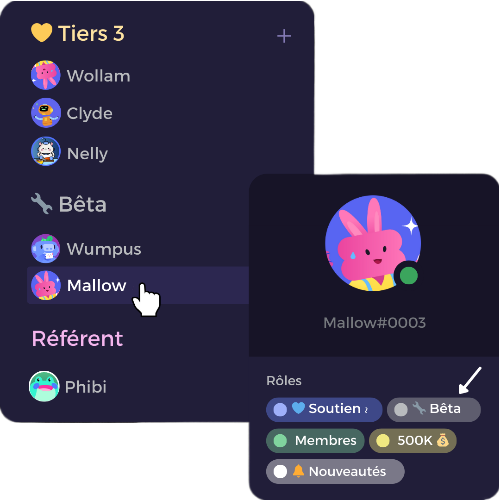 💛 Tiers 3 +
Wollam
Clyde
Nelly
🔧 Bêta
Wumpus
Mallow
Référent
Phibi
Mallow#0003
Rôles
💙 Soutien
🔧 Bêta
Membres
500K 💰
🔔 Nouveautés